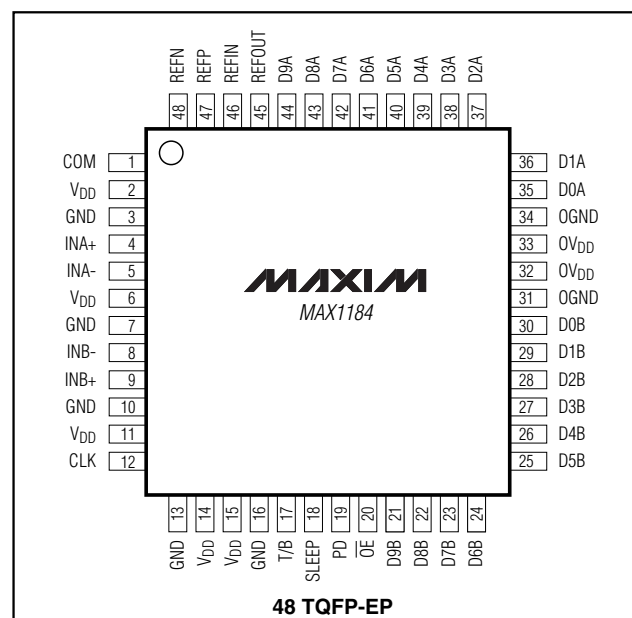 REFN REFP REFIN REFOUT D9A D8A D7A D6A D5A D4A D3A D2A
48 47 46 45 44 43 42 41 40 39 38 37
COM 1 36 D1A
VDD 2 35 D0A
GND 3 34 OGND
INA+ 4 33 OVDD
INA- 5 32 OVDD
VDD 6 31 OGND
GND 7 30 D0B
INB- 8 29 D1B
INB+ 9 28 D2B
GND 10 27 D3B
VDD 11 26 D4B
CLK 12 25 D5B
MAXIM
MAX1184
13 14 15 16 17 18 19 20 21 22 23 24
GND VDD VDD GND T/B SLEEP PD OE D9B D8B D7B D6B
48 TQFP-EP